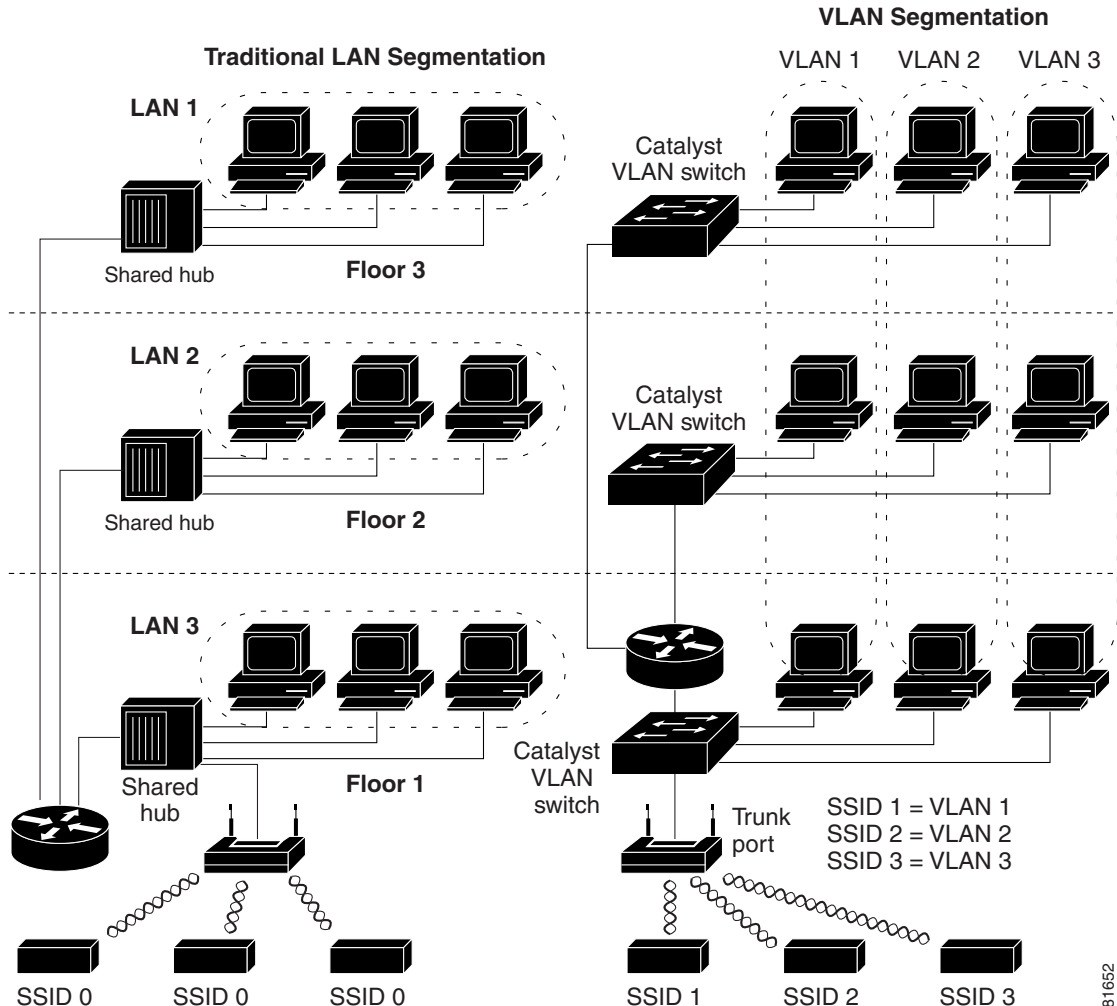 VLAN Segmentation
Traditional LAN Segmentation
VLAN 1
VLAN 2
VLAN 3
LAN 1
Catalyst
VLAN switch
Shared hub
Floor 3
LAN 2
Catalyst
VLAN switch
Shared hub
Floor 2
LAN 3
Shared
hub
Floor 1
Catalyst
VLAN
switch
Trunk
port
SSID 1 = VLAN 1
SSID 2 = VLAN 2
SSID 3 = VLAN 3
SSID 0
SSID 0
SSID 0
SSID 1
SSID 2
SSID 3
81652